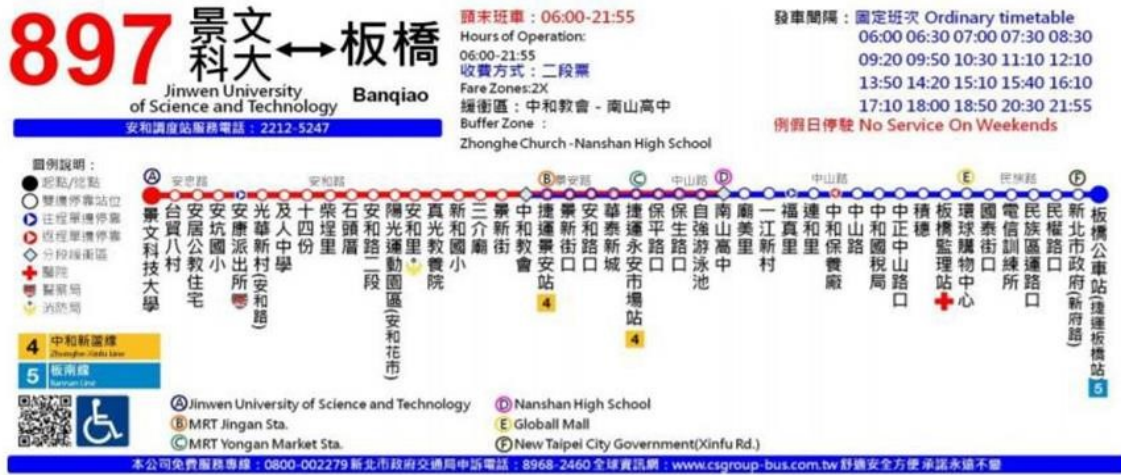 897
景文科大
板橋
Jinwen University of Science and Technology
Banqiao
安和調度站服務電話：2212-5247
頭末班車：06:00-21:55
Hours of Operation:
06:00-21:55
收費方式：二段票
Fare Zones:2X
緩衝區：中和教會 - 南山高中
Buffer Zone :
Zhonghe Church -Nanshan High School
發車間隔：固定班次 Ordinary timetable
06:00 06:30 07:00 07:30 08:30
09:20 09:50 10:30 11:10 12:10
13:50 14:20 15:10 15:40 16:10
17:10 18:00 18:50 20:30 21:55
例假日停駛 No Service On Weekends
圖例說明：
起點/訖點
雙邊停靠站位
往程單邊停靠
返程單邊停靠
分段緩衝區
醫院
警察局
消防局
A
安忠路
安和路
B
景安路
C
中山路
D
中山路
E
民族路
F
景文科技大學
台貿八村
安居公教住宅
安坑國小
安康派出所
光華新村(安和路)
及人中學
十四份
柴埕里
石頭厝
安和路二段
陽光運動園區(安和花市)
安和里
真光教養院
新和國小
三介廟
景新街
中和教會
捷運景安站
4
景新街口
安和路口
華泰新城
捷運永安市場站
4
保平路口
保生路口
自強游泳池
南山高中
廟美里
一江新村
福真里
連和里
中和保養廠
中山路
中和國稅局
中正中山路口
積穗
板橋監理站
環球購物中心
國泰街口
電信訓練所
民族區運路口
民權路口
新北市政府(新府路)
板橋公車站(捷運板橋站)
5
4 中和新蘆線
Zhonghe-Xinlu Line
5 板南線
Bannan Line
A Jinwen University of Science and Technology
B MRT Jingan Sta.
C MRT Yongan Market Sta.
D Nanshan High School
E Globall Mall
F New Taipei City Government(Xinfu Rd.)
本公司免費服務專線：0800-002279 新北市政府交通局申訴電話：8968-2460 全球資訊網：www.csgroup-bus.com.tw 舒適安全方便 承諾永遠不變